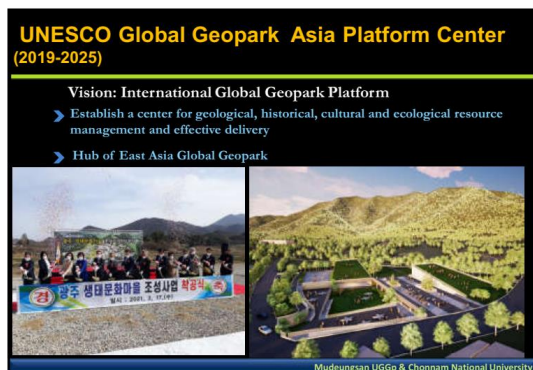 UNESCO Global Geopark Asia Platform Center
(2019-2025)
Vision: International Global Geopark Platform
Establish a center for geological, historical, cultural and ecological resource
management and effective delivery
Hub of East Asia Global Geopark
경 광주 생태문화마을 조성사업 착공식 축
Mudeungsan UGGp & Chonnam National University